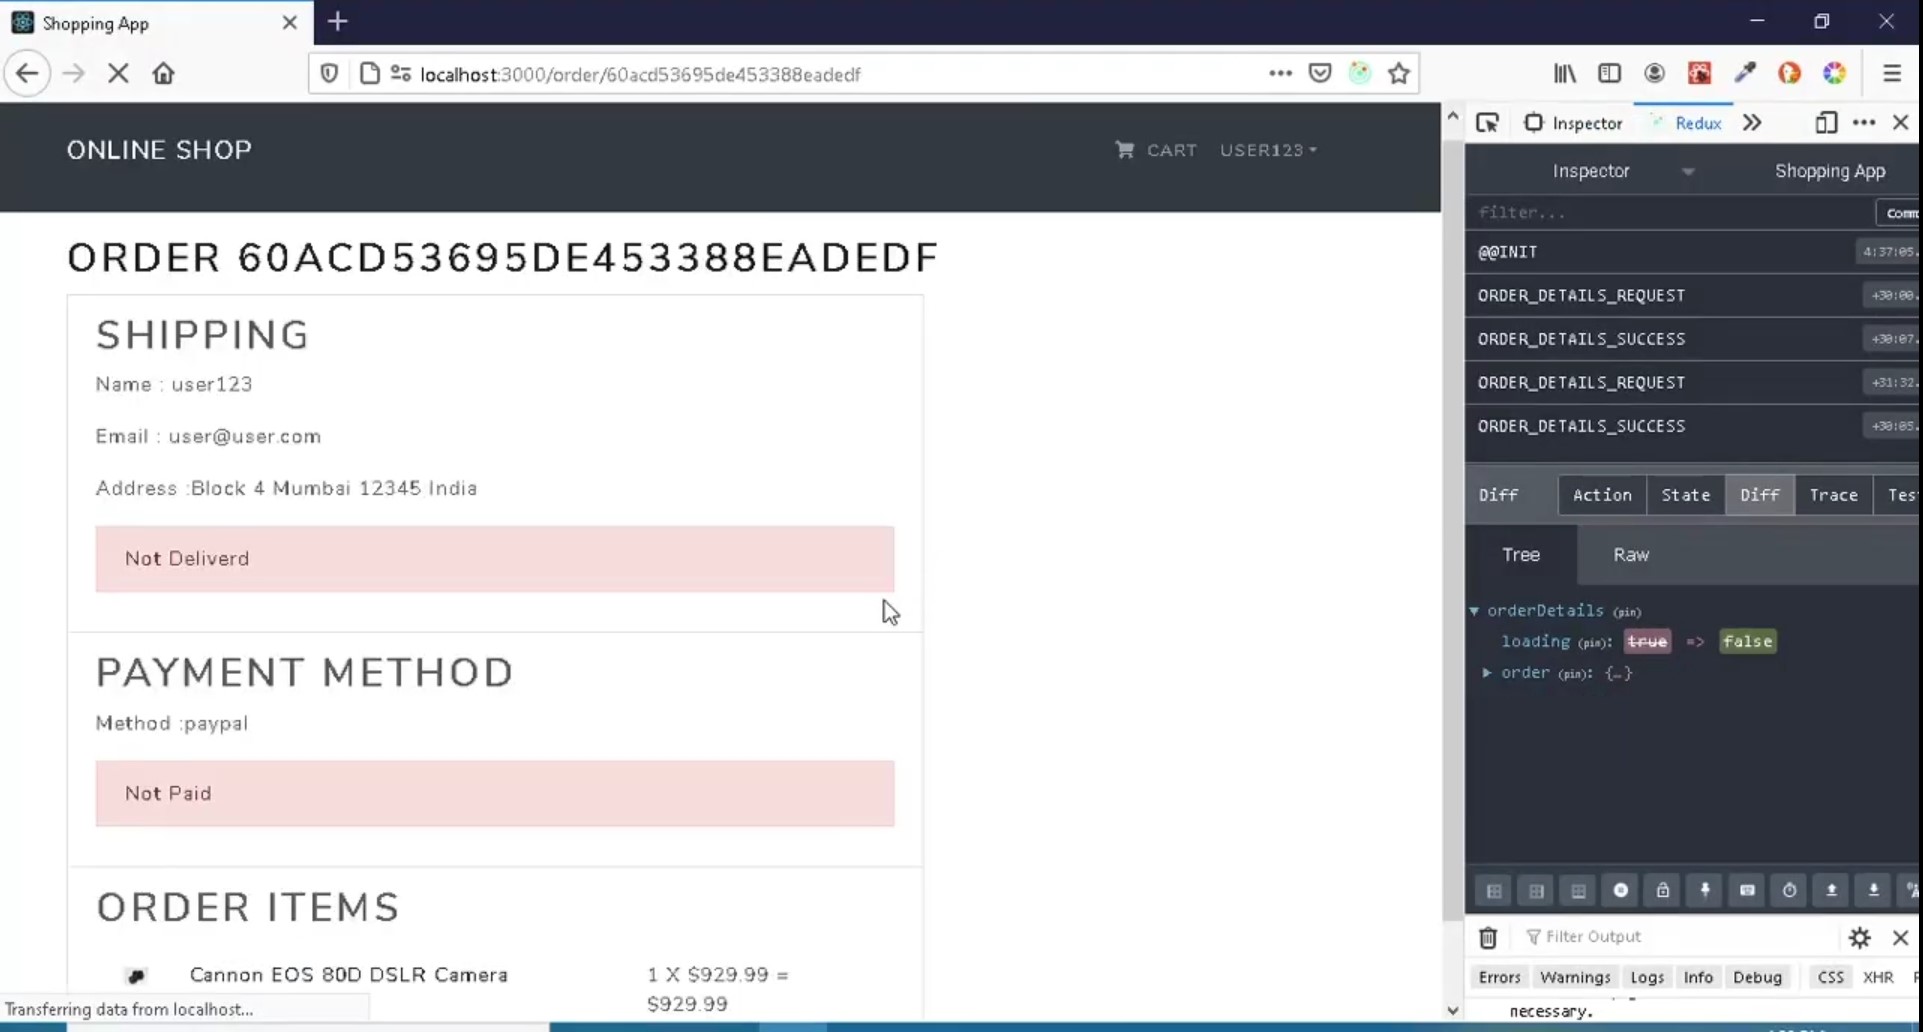 Shopping App
localhost:3000/order/60acd53695de453388eadedf
ONLINE SHOP
CART USER123
ORDER 60ACD53695DE453388EADEDF
SHIPPING
Name : user123
Email : user@user.com
Address :Block 4 Mumbai 12345 India
Not Deliverd
PAYMENT METHOD
Method :paypal
Not Paid
ORDER ITEMS
Cannon EOS 80D DSLR Camera
1 X $929.99 =
$929.99
Transferring data from localhost...
Inspector Redux
Inspector Shopping App
filter...
@@INIT 4:37:05.
ORDER_DETAILS_REQUEST +30:00.
ORDER_DETAILS_SUCCESS +30:07.
ORDER_DETAILS_REQUEST +31:32.
ORDER_DETAILS_SUCCESS +30:05.
Diff Action State Diff Trace Tes
Tree Raw
orderDetails (pin)
loading (pin): true => false
order (pin): {…}
Filter Output
Errors Warnings Logs Info Debug CSS XHR
necessary.